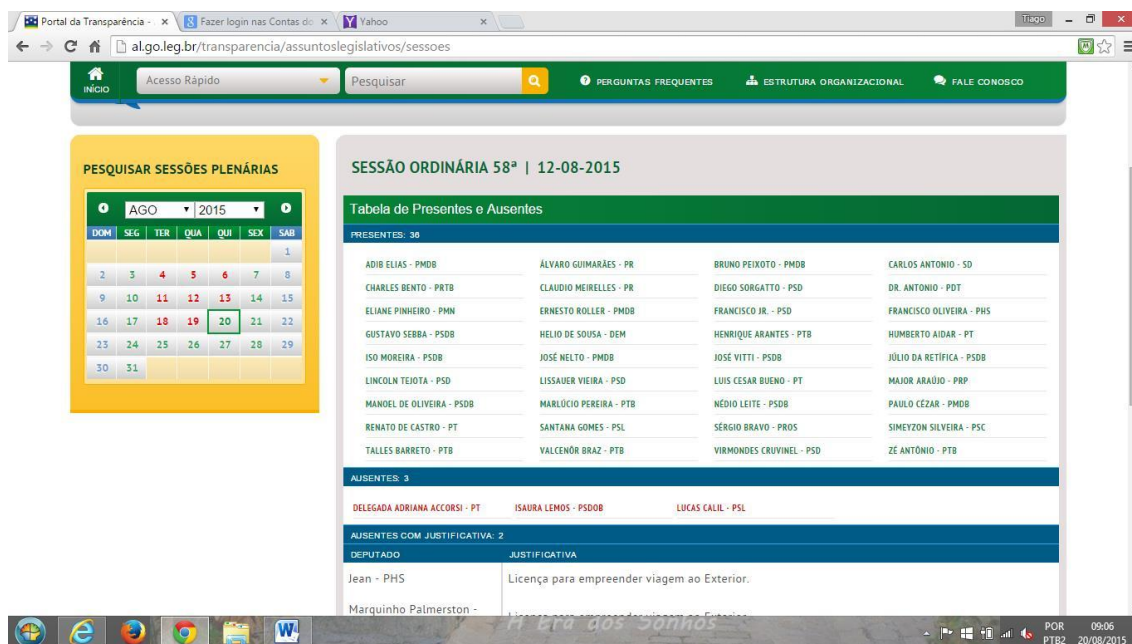 Portal da Transparência - x
Fazer login nas Contas do x
Yahoo x
Tiago
al.go.leg.br/transparencia/assuntoslegislativos/sessoes
INÍCIO
Acesso Rápido
Pesquisar
PERGUNTAS FREQUENTES
ESTRUTURA ORGANIZACIONAL
FALE CONOSCO
PESQUISAR SESSÕES PLENÁRIAS
AGO 2015
DOM SEG TER QUA QUI SEX SAB
1
2 3 4 5 6 7 8
9 10 11 12 13 14 15
16 17 18 19 20 21 22
23 24 25 26 27 28 29
30 31
SESSÃO ORDINÁRIA 58ª | 12-08-2015
Tabela de Presentes e Ausentes
PRESENTES: 36
ADIB ELIAS - PMDB ÁLVARO GUIMARÃES - PR BRUNO PEIXOTO - PMDB CARLOS ANTONIO - SD
CHARLES BENTO - PRTB CLAUDIO MEIRELLES - PR DIEGO SORGATTO - PSD DR. ANTONIO - PDT
ELIANE PINHEIRO - PMN ERNESTO ROLLER - PMDB FRANCISCO JR. - PSD FRANCISCO OLIVEIRA - PHS
GUSTAVO SEBBA - PSDB HELIO DE SOUSA - DEM HENRIQUE ARANTES - PTB HUMBERTO AIDAR - PT
ISO MOREIRA - PSDB JOSÉ NELTO - PMDB JOSÉ VITTI - PSDB JÚLIO DA RETÍFICA - PSDB
LINCOLN TEJOTA - PSD LISSAUER VIEIRA - PSD LUIS CESAR BUENO - PT MAJOR ARAÚJO - PRP
MANOEL DE OLIVEIRA - PSDB MARLÚCIO PEREIRA - PTB NÉDIO LEITE - PSDB PAULO CÉZAR - PMDB
RENATO DE CASTRO - PT SANTANA GOMES - PSL SÉRGIO BRAVO - PROS SIMEYZON SILVEIRA - PSC
TALLES BARRETO - PTB VALCENÔR BRAZ - PTB VIRMONDES CRUVINEL - PSD ZÉ ANTÔNIO - PTB
AUSENTES: 3
DELEGADA ADRIANA ACCORSI - PT ISAURA LEMOS - PSDOB LUCAS CALIL - PSL
AUSENTES COM JUSTIFICATIVA: 2
DEPUTADO JUSTIFICATIVA
Jean - PHS Licença para empreender viagem ao Exterior.
Marquinho Palmerston - Licença para empreender viagem ao Exterior.
A Era dos Sonhos
POR 09:06
PTB2 20/08/2015